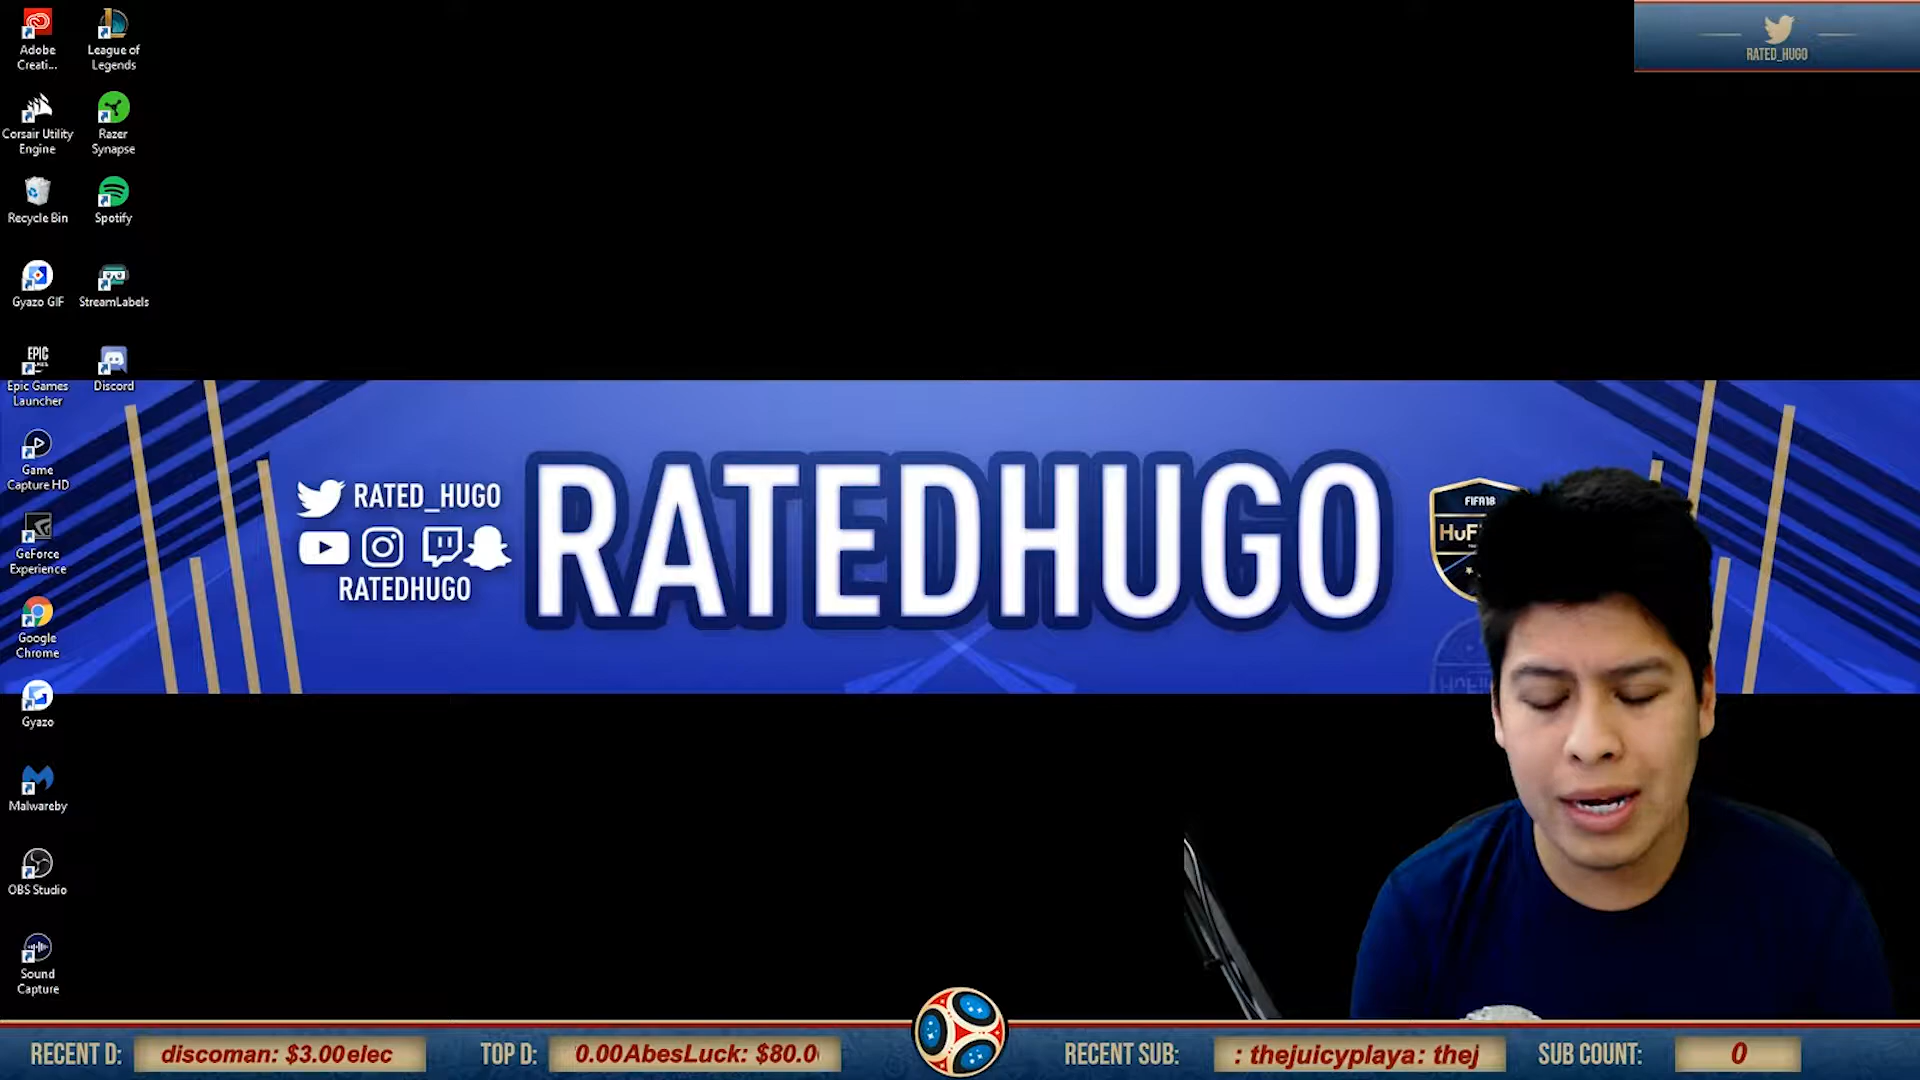 Adobe
Creati...
League of
Legends
Corsair Utility
Engine
Razer
Synapse
Recycle Bin
Spotify
Gyazo GIF
StreamLabels
EPIC
Epic Games
Launcher
Discord
Game
Capture HD
GeForce
Experience
Google
Chrome
Gyazo
Malwareby
OBS Studio
Sound
Capture
RATED_HUGO
RATED_HUGO
RATEDHUGO
RATEDHUGO
FIFA18
RECENT D:
discoman: $3.00elec
TOP D:
0.00AbesLuck: $80.0
RECENT SUB:
: thejuicyplaya: thej
SUB COUNT:
0